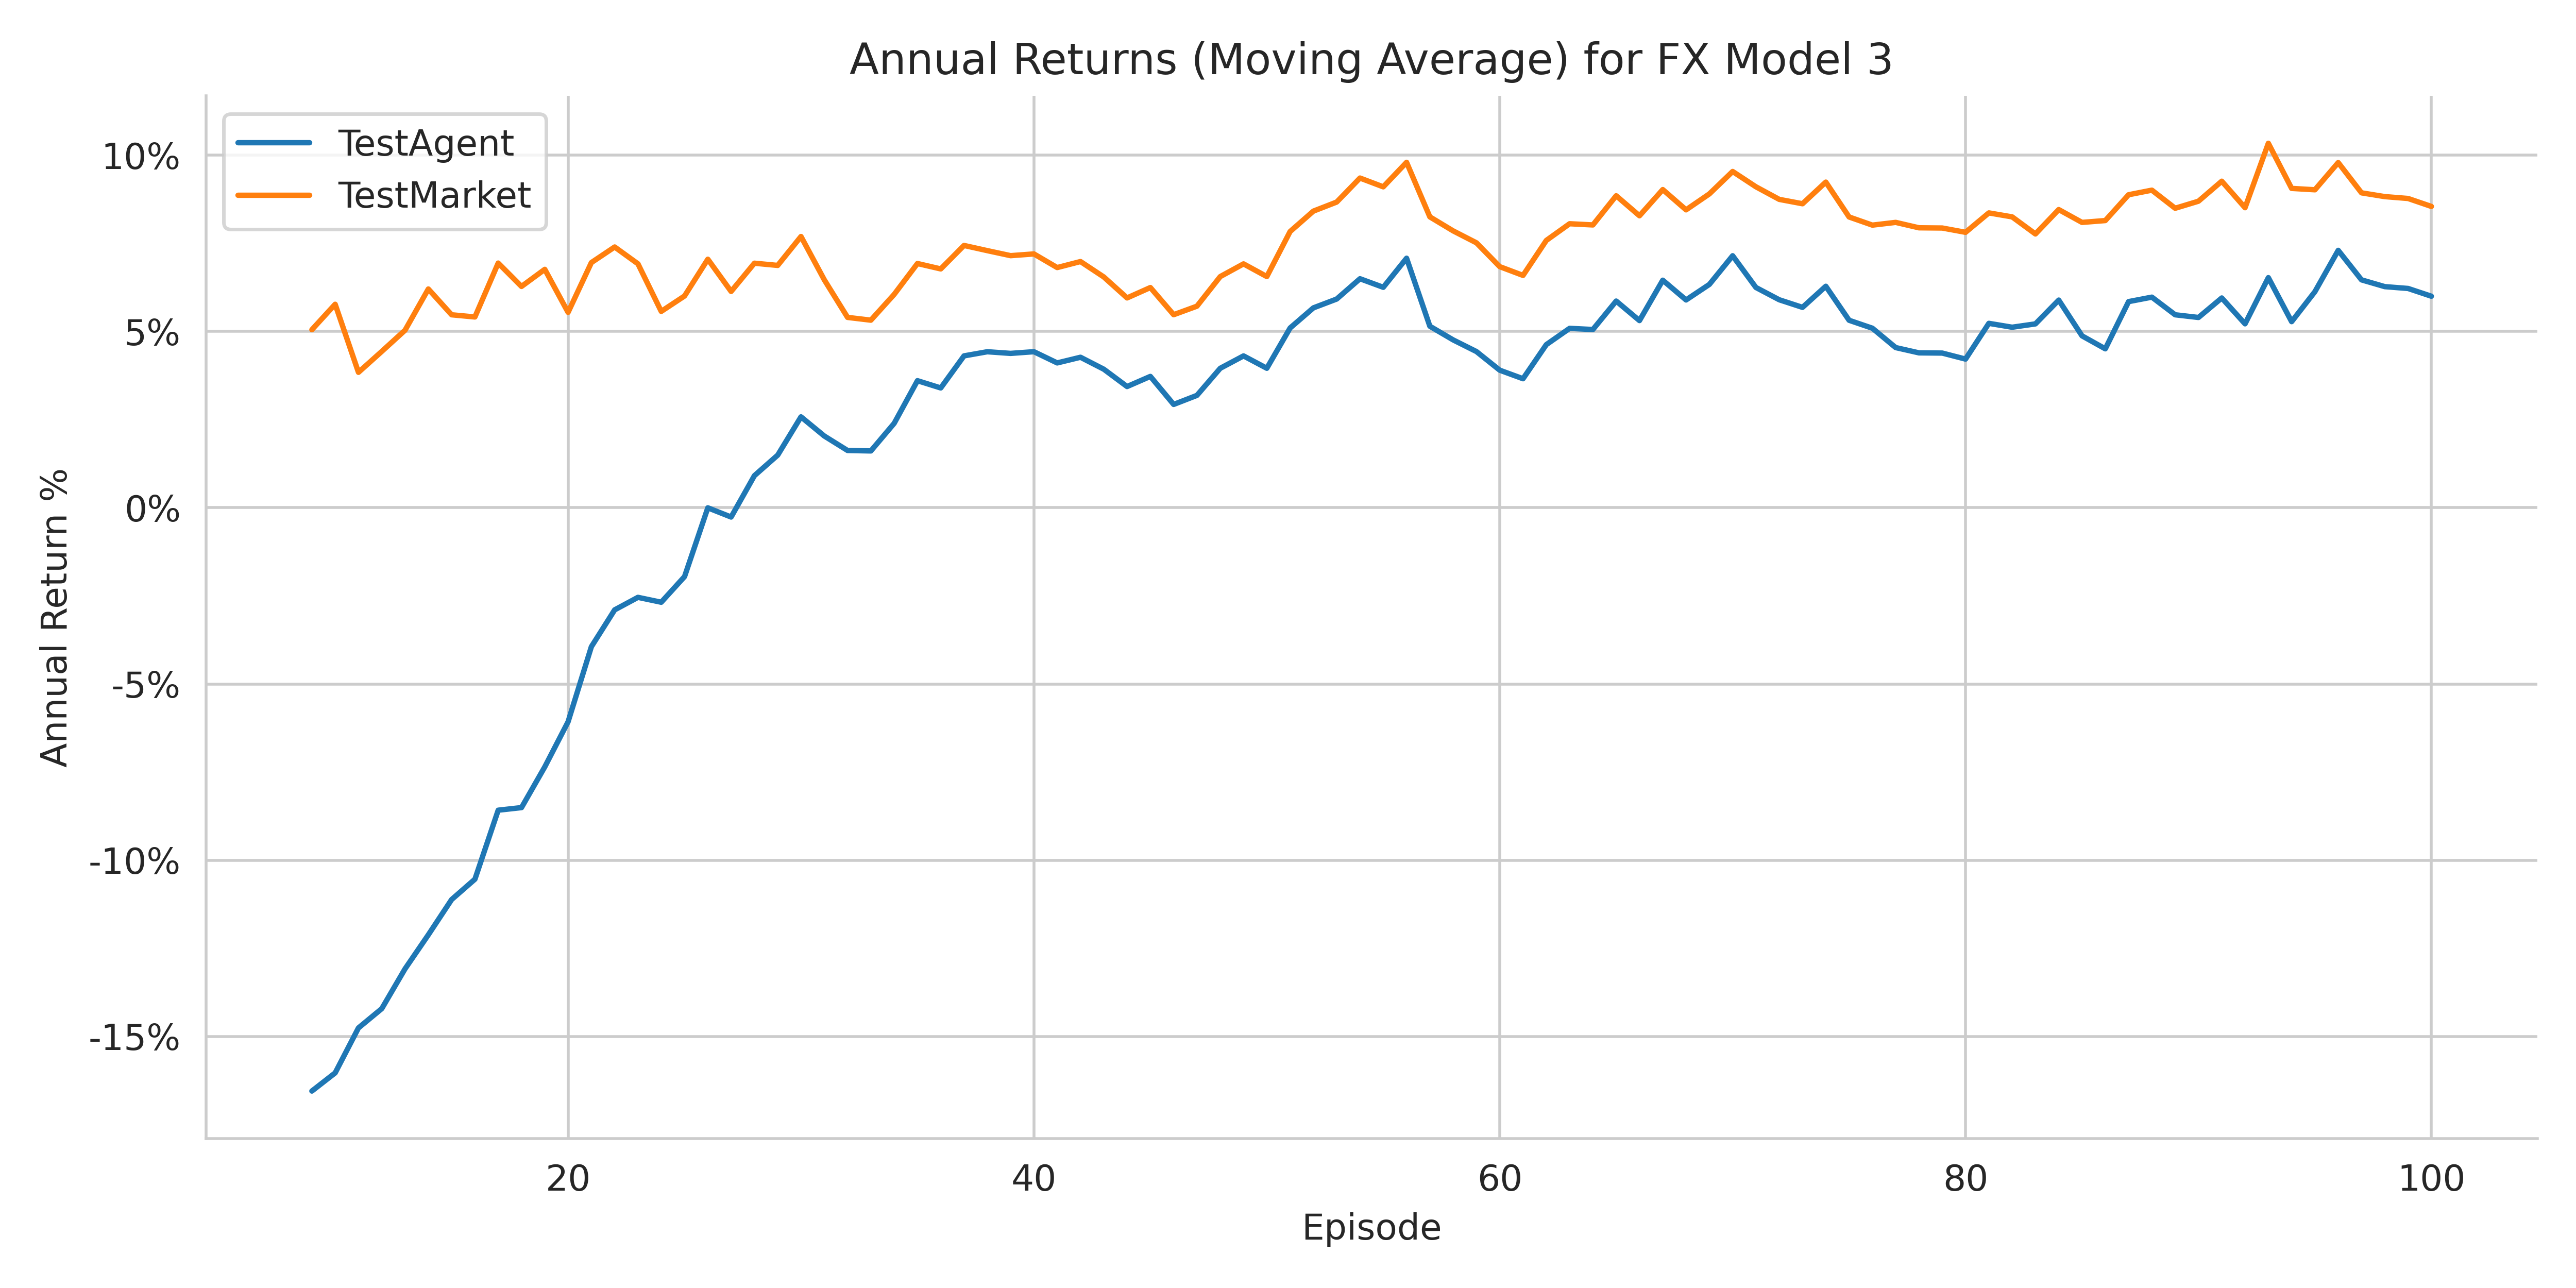 Annual Returns (Moving Average) for FX Model 3
TestAgent
TestMarket
10%
5%
0%
-5%
-10%
-15%
Annual Return %
20
40
60
80
100
Episode